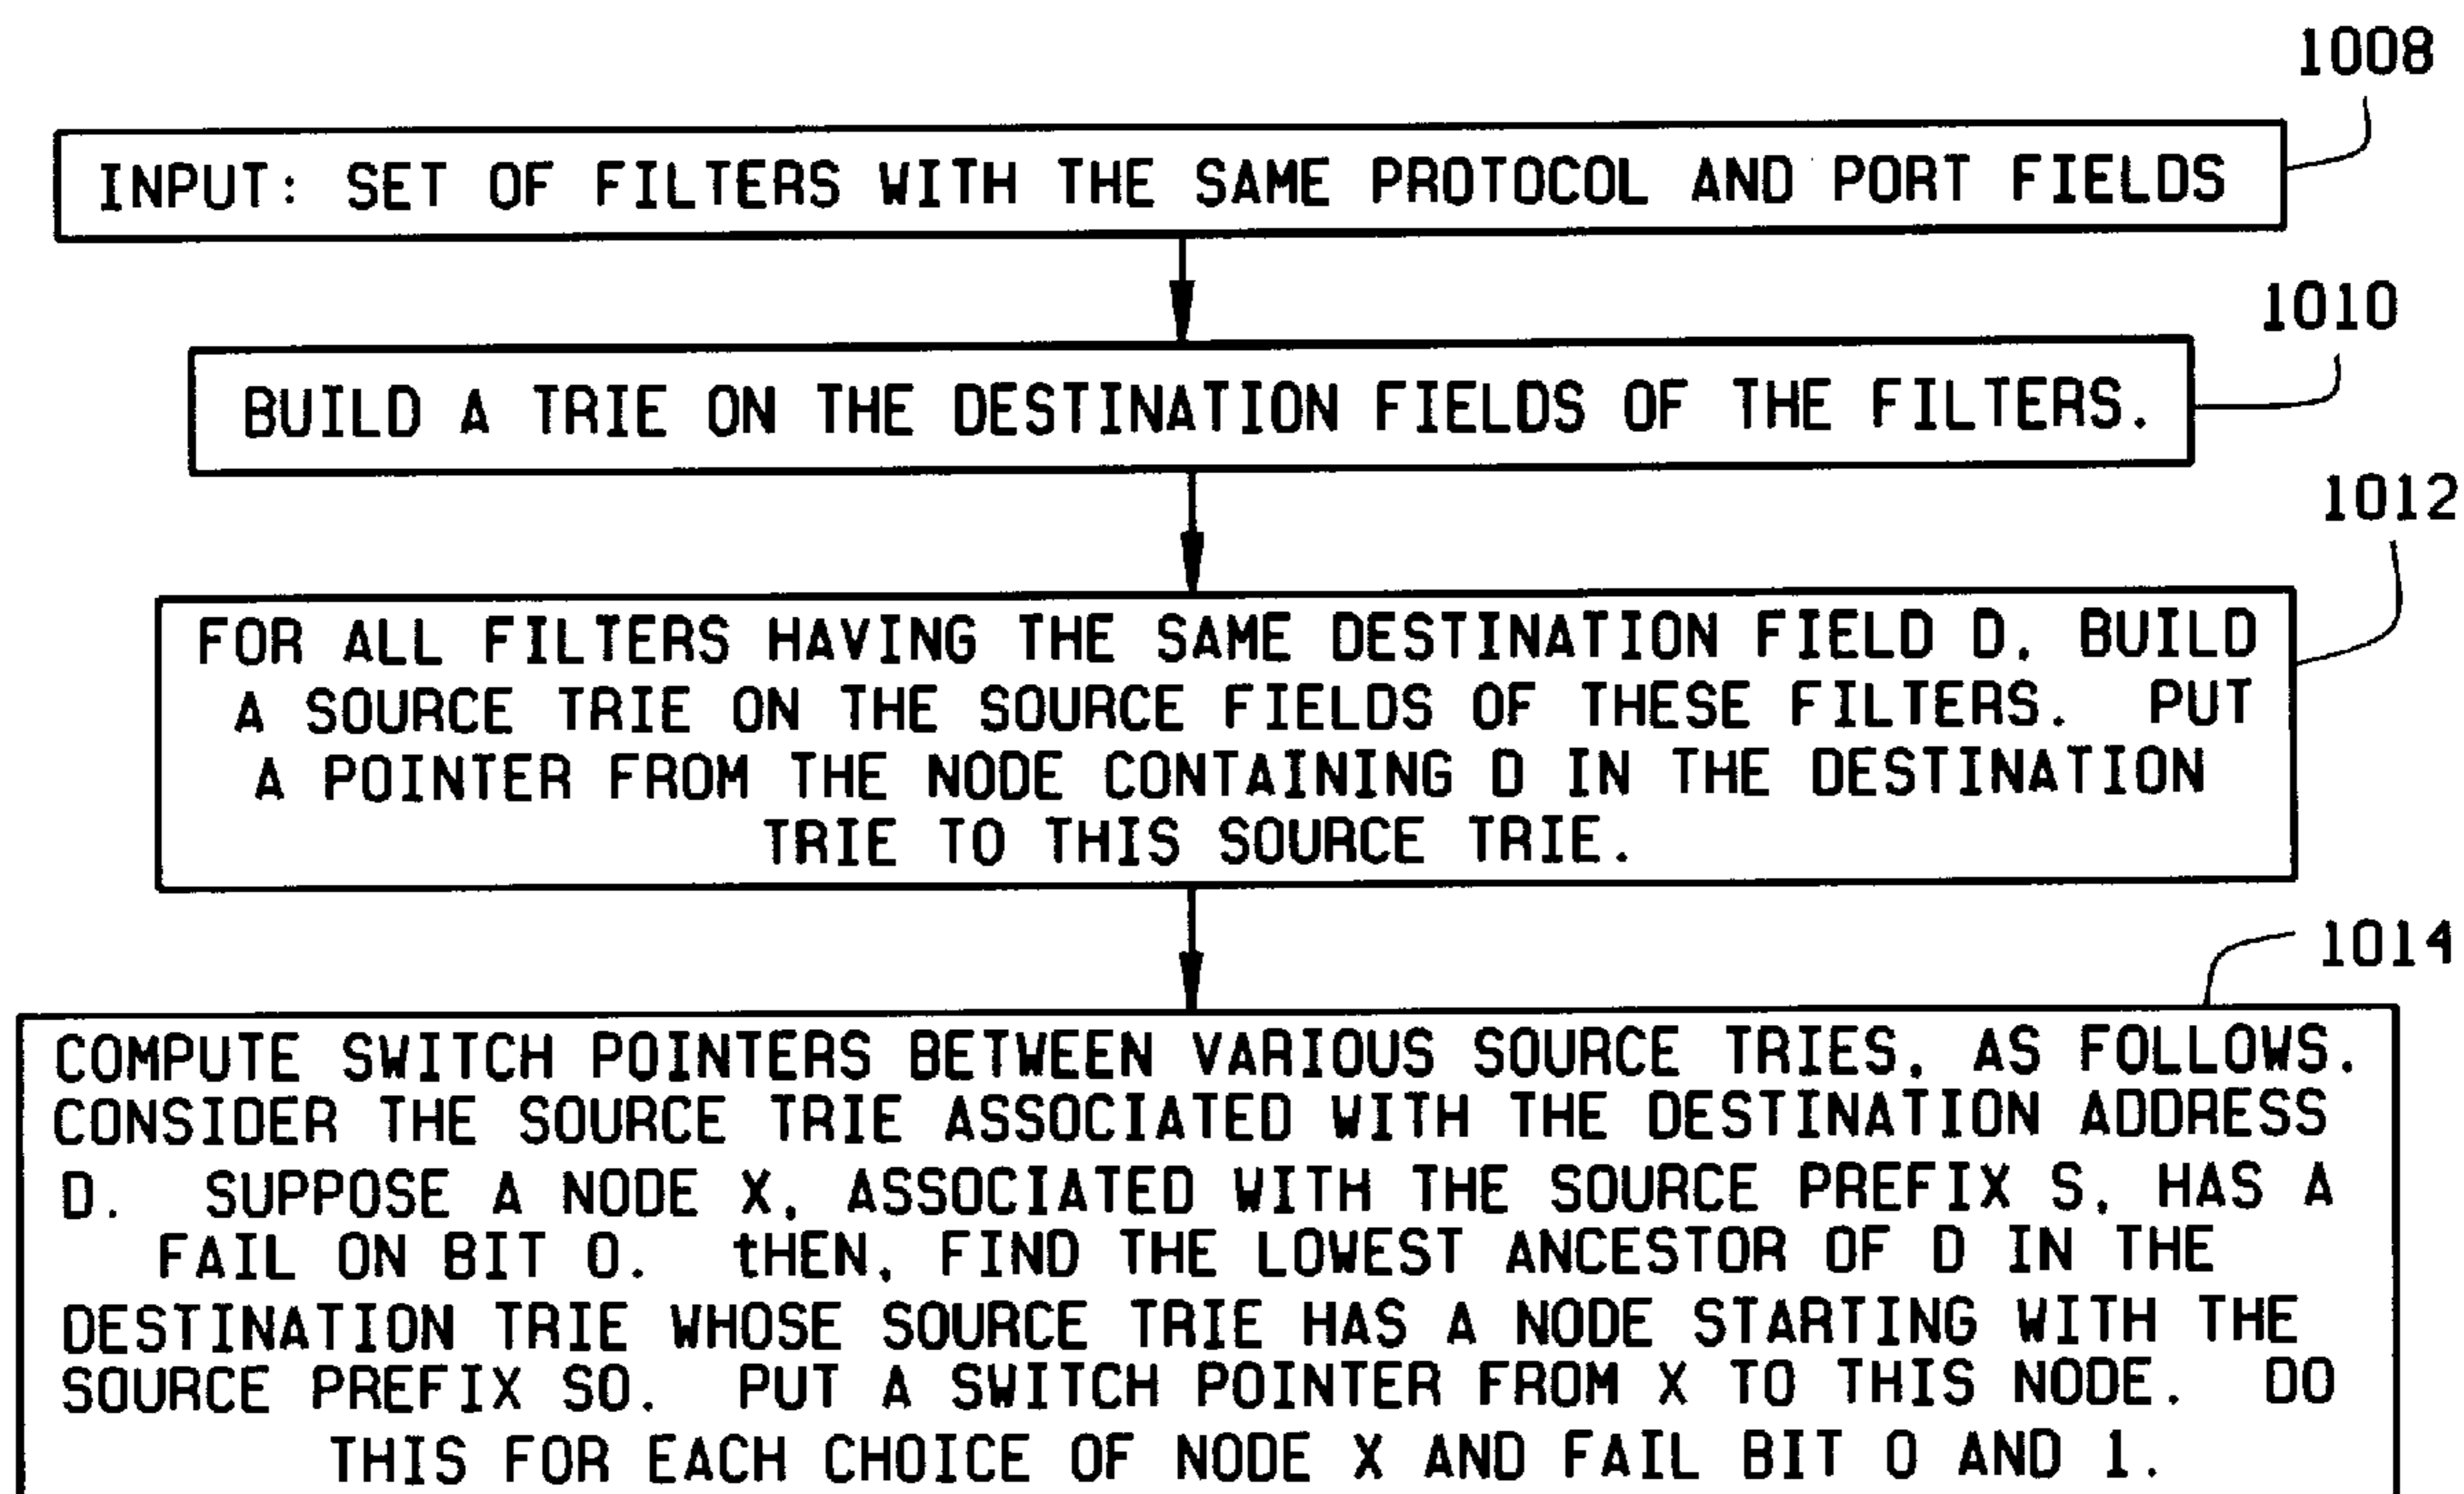 1008
INPUT: SET OF FILTERS WITH THE SAME PROTOCOL AND PORT FIELDS
1010
BUILD A TRIE ON THE DESTINATION FIELDS OF THE FILTERS.
1012
FOR ALL FILTERS HAVING THE SAME DESTINATION FIELD D, BUILD
A SOURCE TRIE ON THE SOURCE FIELDS OF THESE FILTERS. PUT
A POINTER FROM THE NODE CONTAINING D IN THE DESTINATION
TRIE TO THIS SOURCE TRIE.
1014
COMPUTE SWITCH POINTERS BETWEEN VARIOUS SOURCE TRIES, AS FOLLOWS.
CONSIDER THE SOURCE TRIE ASSOCIATED WITH THE DESTINATION ADDRESS
D. SUPPOSE A NODE X, ASSOCIATED WITH THE SOURCE PREFIX S, HAS A
FAIL ON BIT 0. tHEN, FIND THE LOWEST ANCESTOR OF D IN THE
DESTINATION TRIE WHOSE SOURCE TRIE HAS A NODE STARTING WITH THE
SOURCE PREFIX S0. PUT A SWITCH POINTER FROM X TO THIS NODE. DO
THIS FOR EACH CHOICE OF NODE X AND FAIL BIT 0 AND 1.